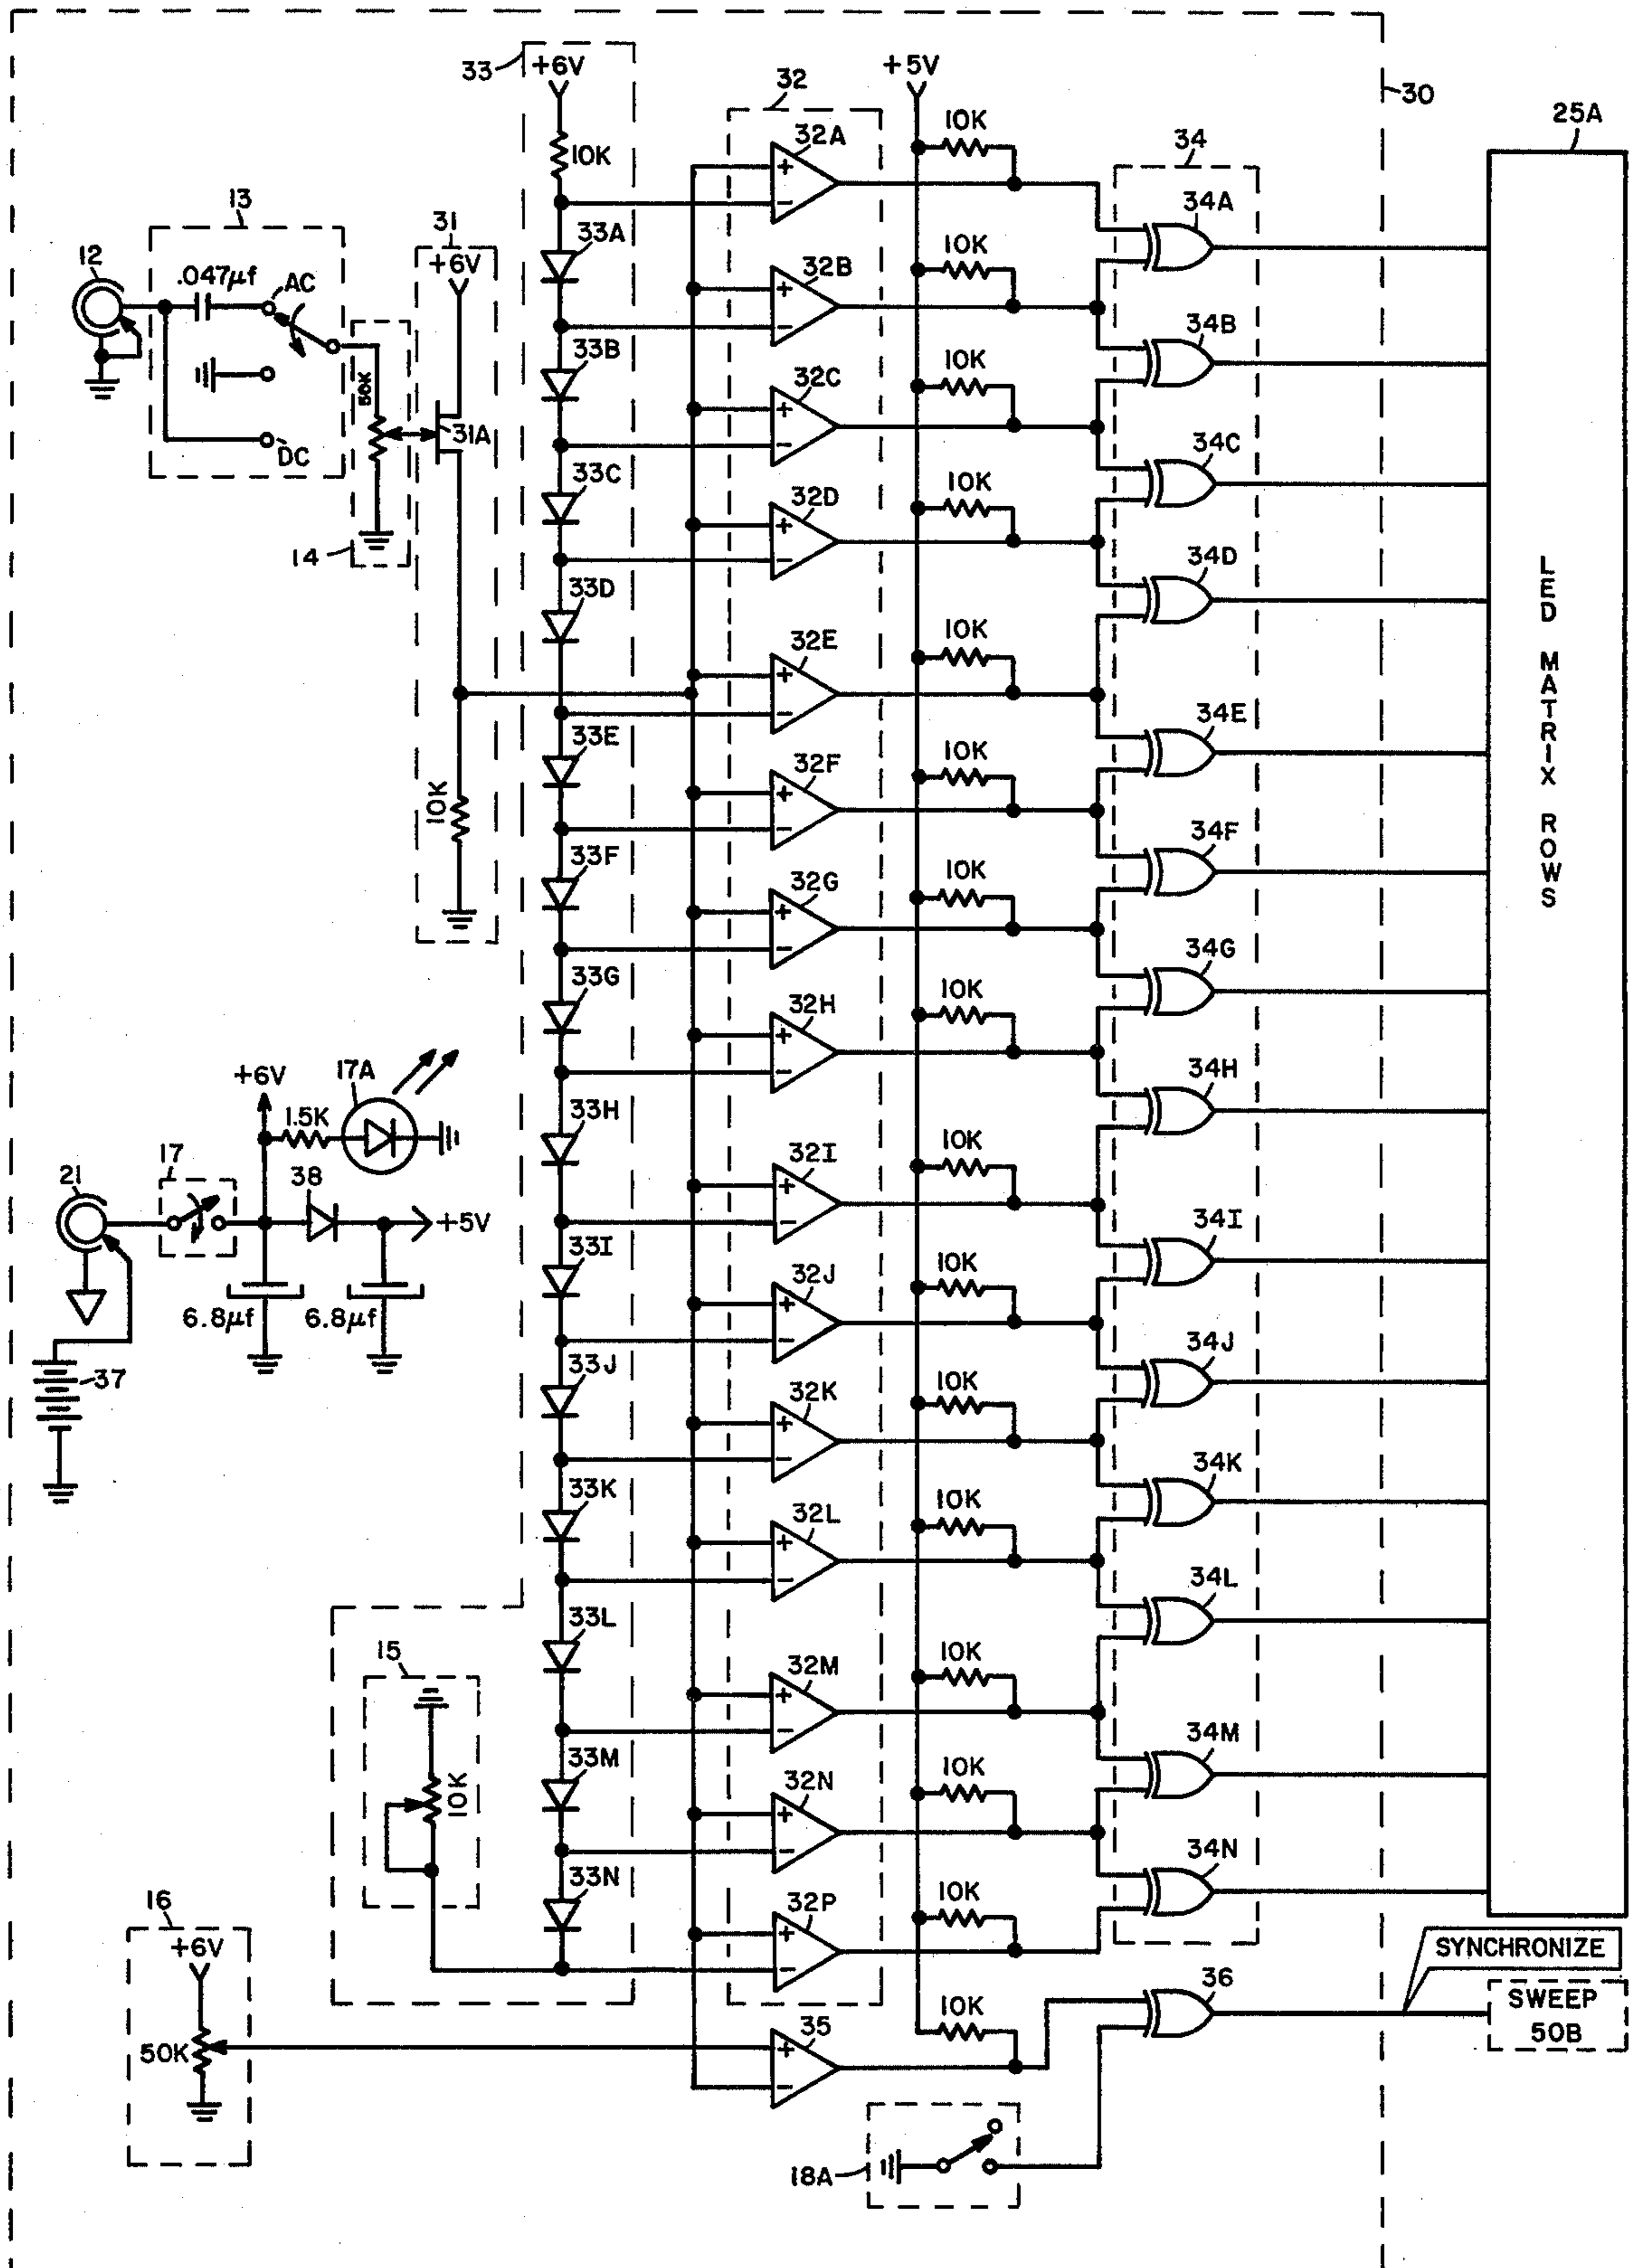 33
+6V
32
+5V
30
10K
32A
10K
34
25A
10K
13
33A
34A
12
.047µf
AC
31
+6V
32B
10K
33B
34B
50K
32C
10K
31A
DC
33C
34C
32D
10K
14
33D
34D
LED MATRIX ROWS
32E
10K
33E
34E
10K
32F
10K
33F
34F
32G
10K
33G
34G
32H
10K
+6V
17A
34H
1.5K
33H
32I
10K
21
17
38
+5V
34I
33I
32J
10K
6.8µf
6.8µf
34J
37
33J
32K
10K
34K
33K
32L
10K
34L
33L
15
32M
10K
34M
33M
10K
32N
10K
34N
33N
32P
10K
16
+6V
SYNCHRONIZE
36
SWEEP
50B
10K
35
50K
18A